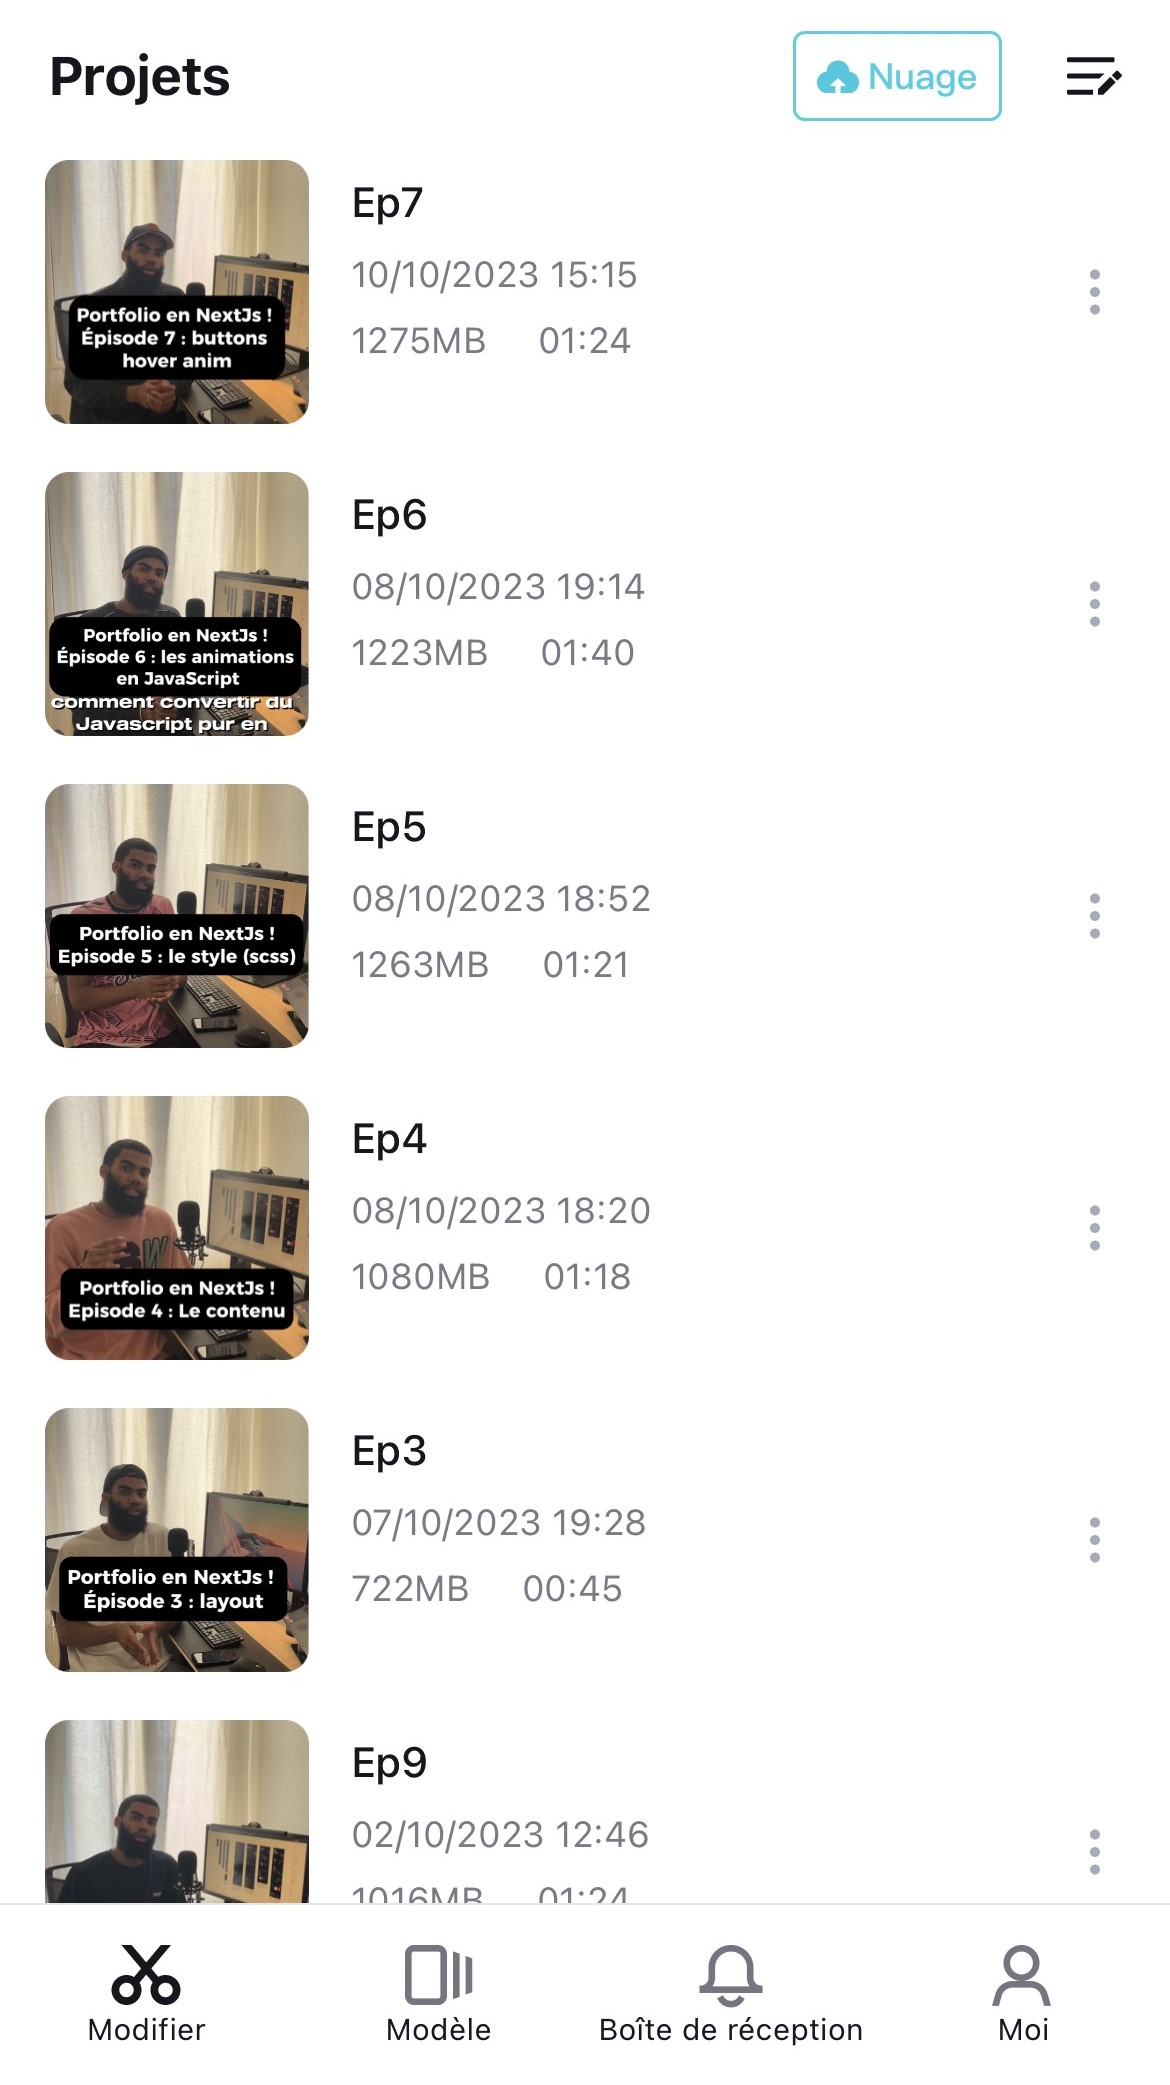 Projets
Nuage
Portfolio en NextJs !
Épisode 7 : buttons
hover anim
Ep7
10/10/2023 15:15
1275MB 01:24
Portfolio en NextJs !
Épisode 6 : les animations
en JavaScript
comment convertir du
Javascript pur en
Ep6
08/10/2023 19:14
1223MB 01:40
Portfolio en NextJs !
Episode 5 : le style (scss)
Ep5
08/10/2023 18:52
1263MB 01:21
Portfolio en NextJs !
Episode 4 : Le contenu
Ep4
08/10/2023 18:20
1080MB 01:18
Portfolio en NextJs !
Épisode 3 : layout
Ep3
07/10/2023 19:28
722MB 00:45
Ep9
02/10/2023 12:46
1016MB 01:24
Modifier
Modèle
Boîte de réception
Moi